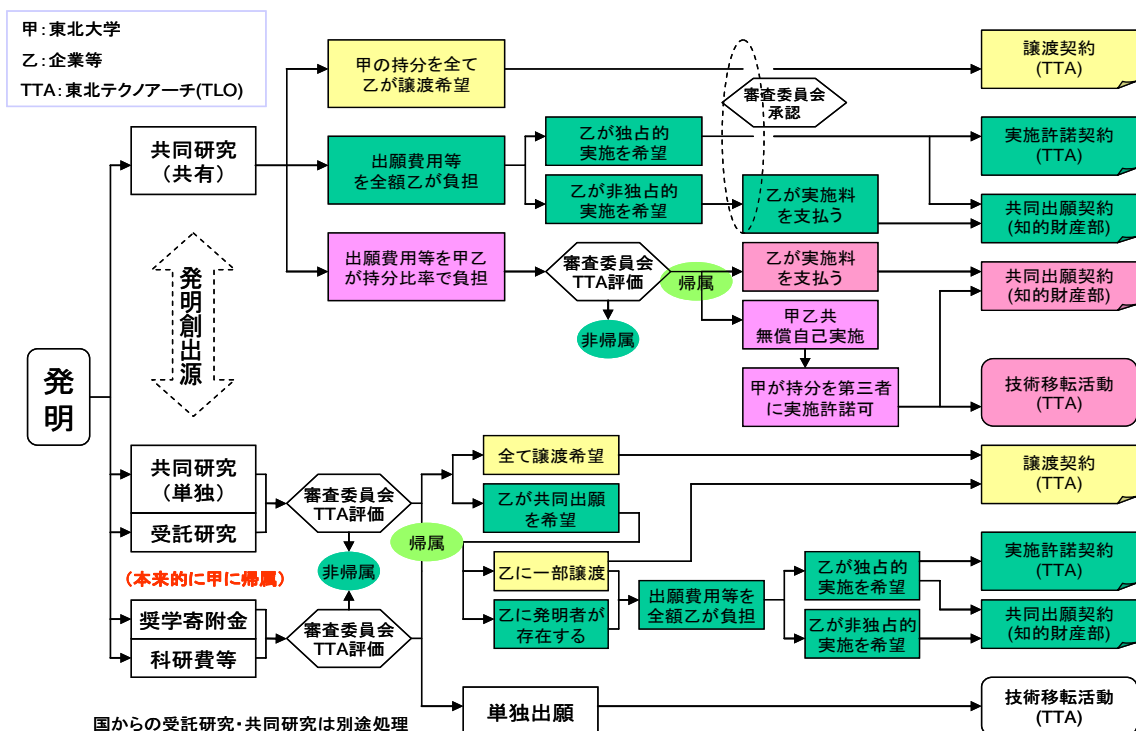 甲:東北大学
乙:企業等
TTA:東北テクノアーチ(TLO)
甲の持分を全て
乙が譲渡希望
審査委員会
承認
譲渡契約
(TTA)
共同研究
(共有)
出願費用等
を全額乙が負担
乙が独占的
実施を希望
実施許諾契約
(TTA)
乙が非独占的
実施を希望
乙が実施料
を支払う
共同出願契約
(知的財産部)
出願費用等を甲乙
が持分比率で負担
審査委員会
TTA評価
帰属
非帰属
乙が実施料
を支払う
共同出願契約
(知的財産部)
甲乙共
無償自己実施
甲が持分を第三者
に実施許諾可
技術移転活動
(TTA)
発明創出源
発明
共同研究
(単独)
受託研究
審査委員会
TTA評価
帰属
非帰属
全て譲渡希望
譲渡契約
(TTA)
乙が共同出願
を希望
(本来的に甲に帰属)
乙に一部譲渡
乙に発明者が
存在する
出願費用等を
全額乙が負担
乙が独占的
実施を希望
実施許諾契約
(TTA)
乙が非独占的
実施を希望
共同出願契約
(知的財産部)
奨学寄附金
科研費等
審査委員会
TTA評価
単独出願
技術移転活動
(TTA)
国からの受託研究・共同研究は別途処理